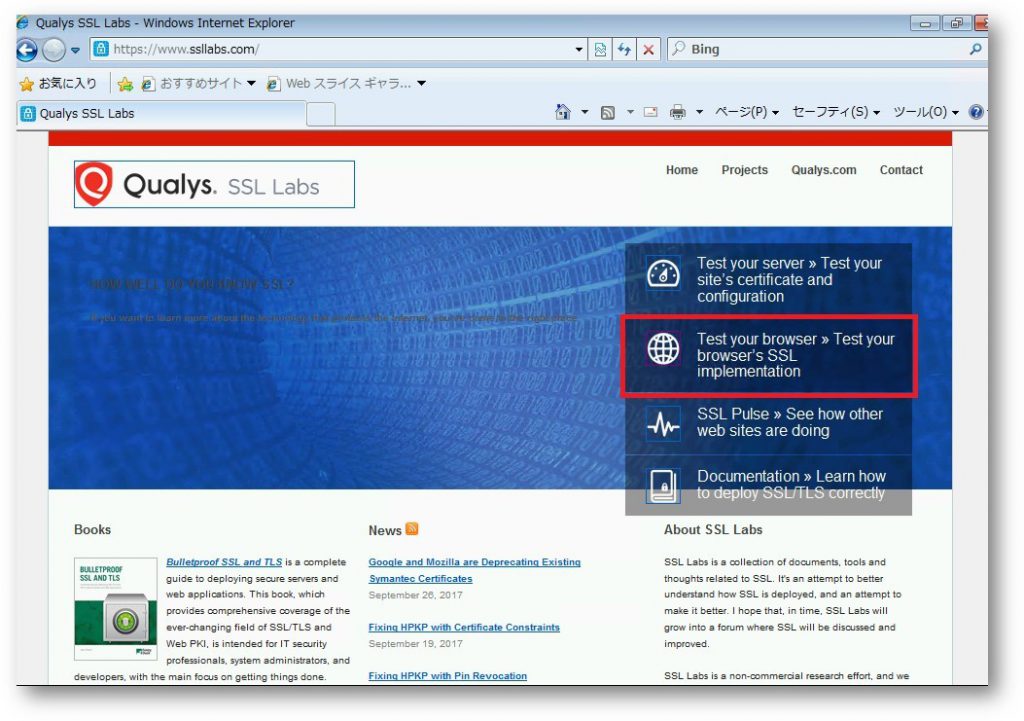 Qualys SSL Labs - Windows Internet Explorer
https://www.ssllabs.com/
Bing
お気に入り
おすすめサイト
Web スライス ギャラ...
Qualys SSL Labs
ページ(P)
セーフティ(S)
ツール(O)
Qualys. SSL Labs
Home
Projects
Qualys.com
Contact
HOW WELL DO YOU KNOW SSL?
If you want to learn more about the technology that protects the Internet, you've come to the right place.
Test your server » Test your
site's certificate and
configuration
Test your browser » Test your
browser's SSL
implementation
SSL Pulse » See how other
web sites are doing
Documentation » Learn how
to deploy SSL/TLS correctly
Books
BULLETPROOF
SSL AND TLS
Bulletproof SSL and TLS is a complete
guide to deploying secure servers and
web applications. This book, which
provides comprehensive coverage of the
ever-changing field of SSL/TLS and
Web PKI, is intended for IT security
professionals, system administrators, and
developers, with the main focus on getting things done.
News
Google and Mozilla are Deprecating Existing
Symantec Certificates
September 26, 2017
Fixing HPKP with Certificate Constraints
September 19, 2017
Fixing HPKP with Pin Revocation
About SSL Labs
SSL Labs is a collection of documents, tools and
thoughts related to SSL. It's an attempt to better
understand how SSL is deployed, and an attempt to
make it better. I hope that, in time, SSL Labs will
grow into a forum where SSL will be discussed and
improved.
SSL Labs is a non-commercial research effort, and we